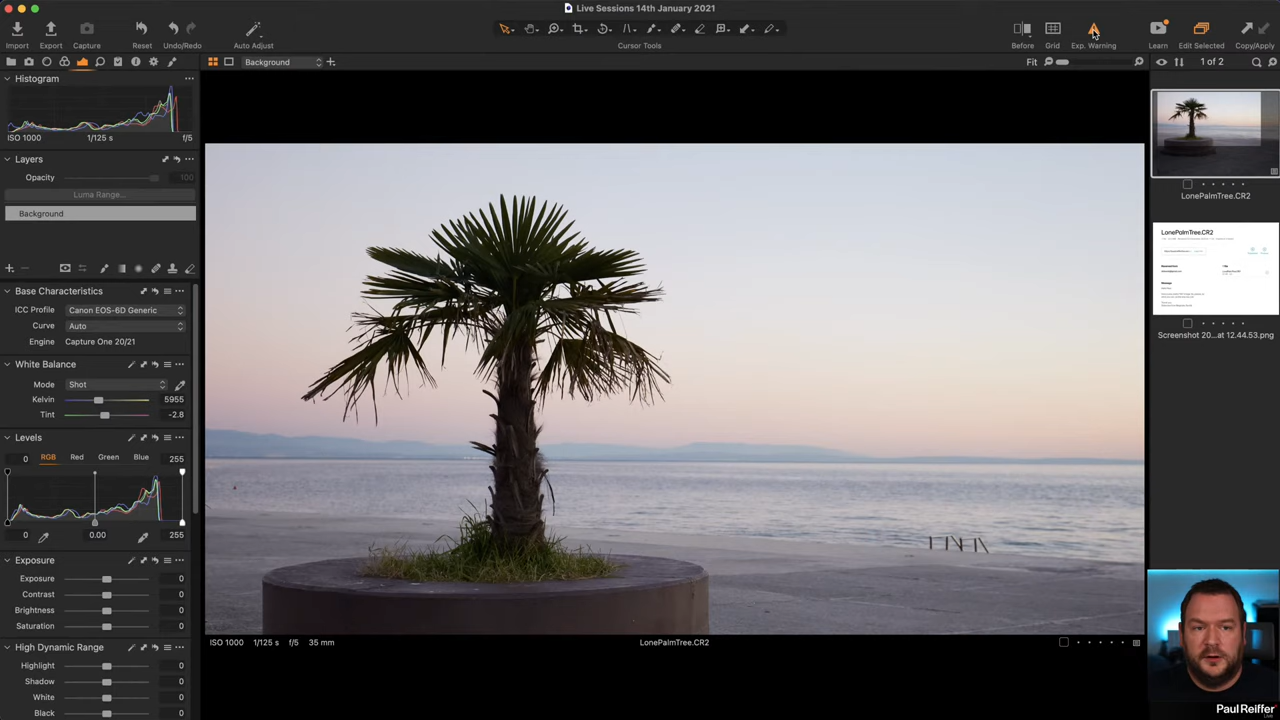 Live Sessions 14th January 2021
Import
Export
Capture
Reset
Undo/Redo
Auto Adjust
Cursor Tools
Before
Grid
Exp. Warning
Learn
Edit Selected
Copy/Apply
Background
Fit
1 of 2
Histogram
ISO 1000 1/125 s f/5
Layers
Opacity 100
Luma Range...
Background
Base Characteristics
ICC Profile Canon EOS-6D Generic
Curve Auto
Engine Capture One 20/21
White Balance
Mode Shot
Kelvin 5955
Tint -2.8
Levels
0 RGB Red Green Blue 255
0 0.00 255
Exposure
Exposure 0
Contrast 0
Brightness 0
Saturation 0
High Dynamic Range
Highlight 0
Shadow 0
White 0
Black 0
ISO 1000 1/125 s f/5 35 mm
LonePalmTree.CR2
LonePalmTree.CR2
LonePalmTree.CR2
Screenshot 20...at 12.44.53.png
Paul Reiffer
Live